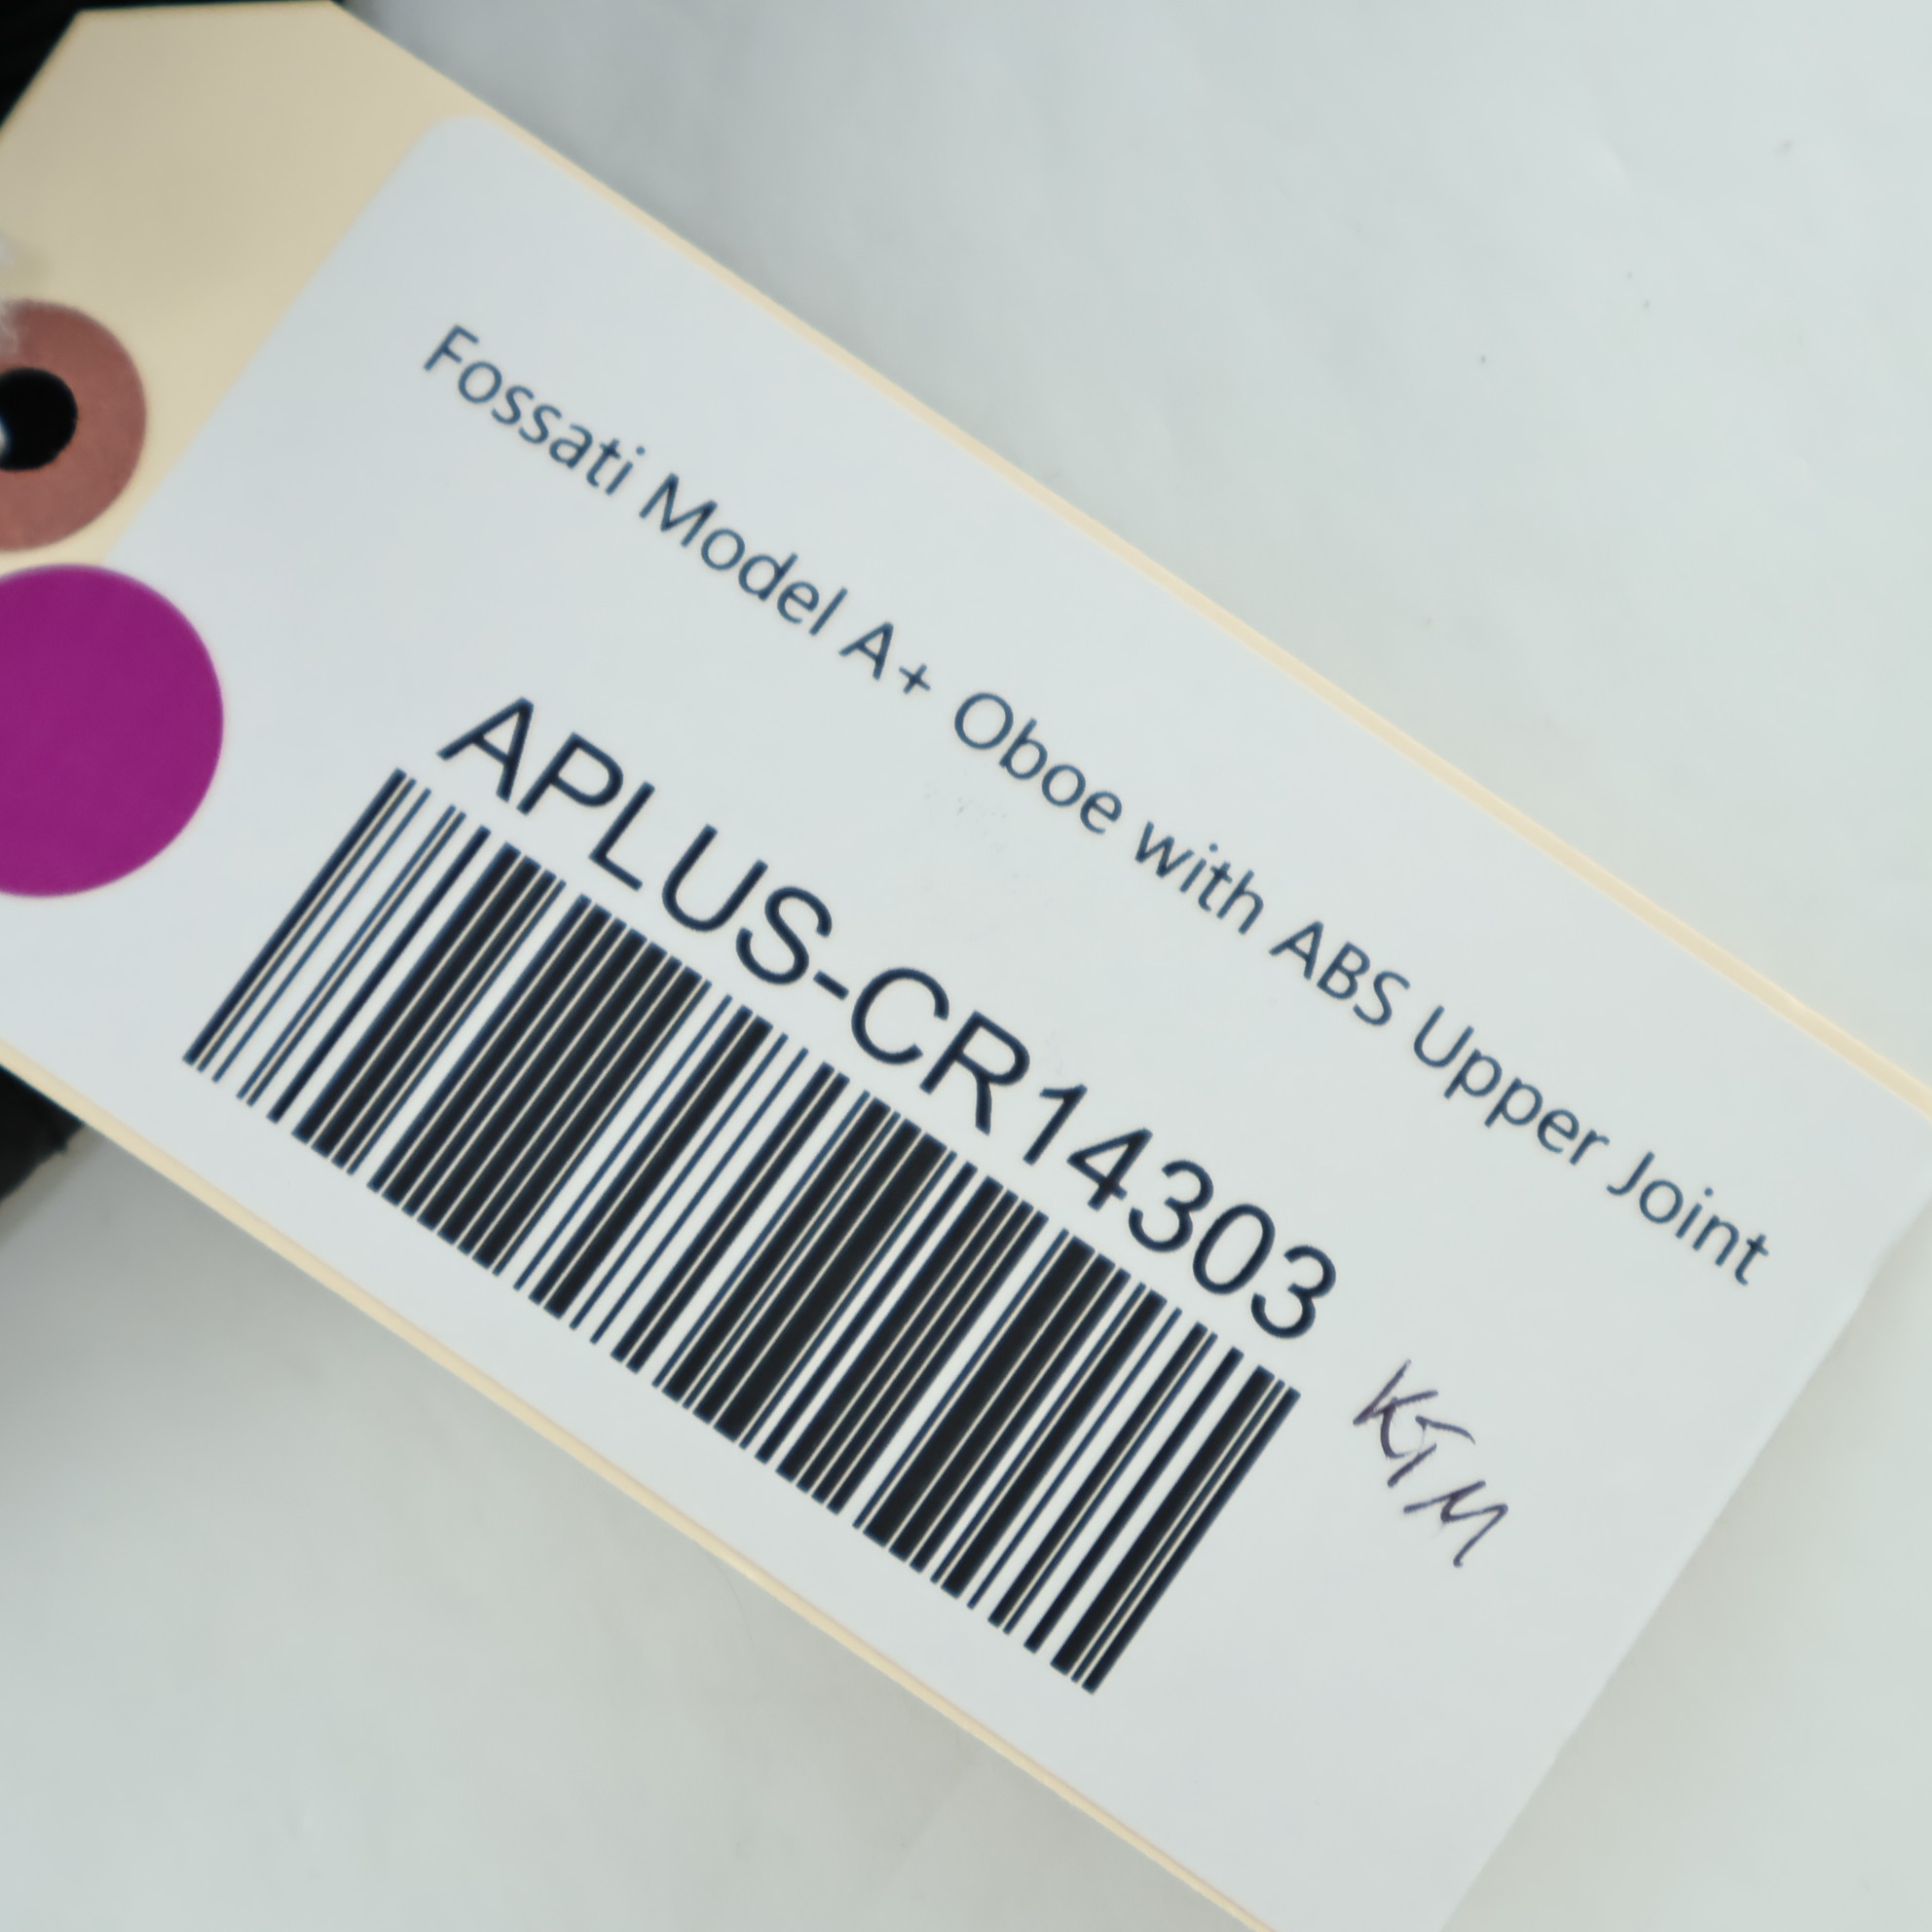 Fossati Model A+ Oboe with ABS Upper Joint
APLUS-CR14303
KTM